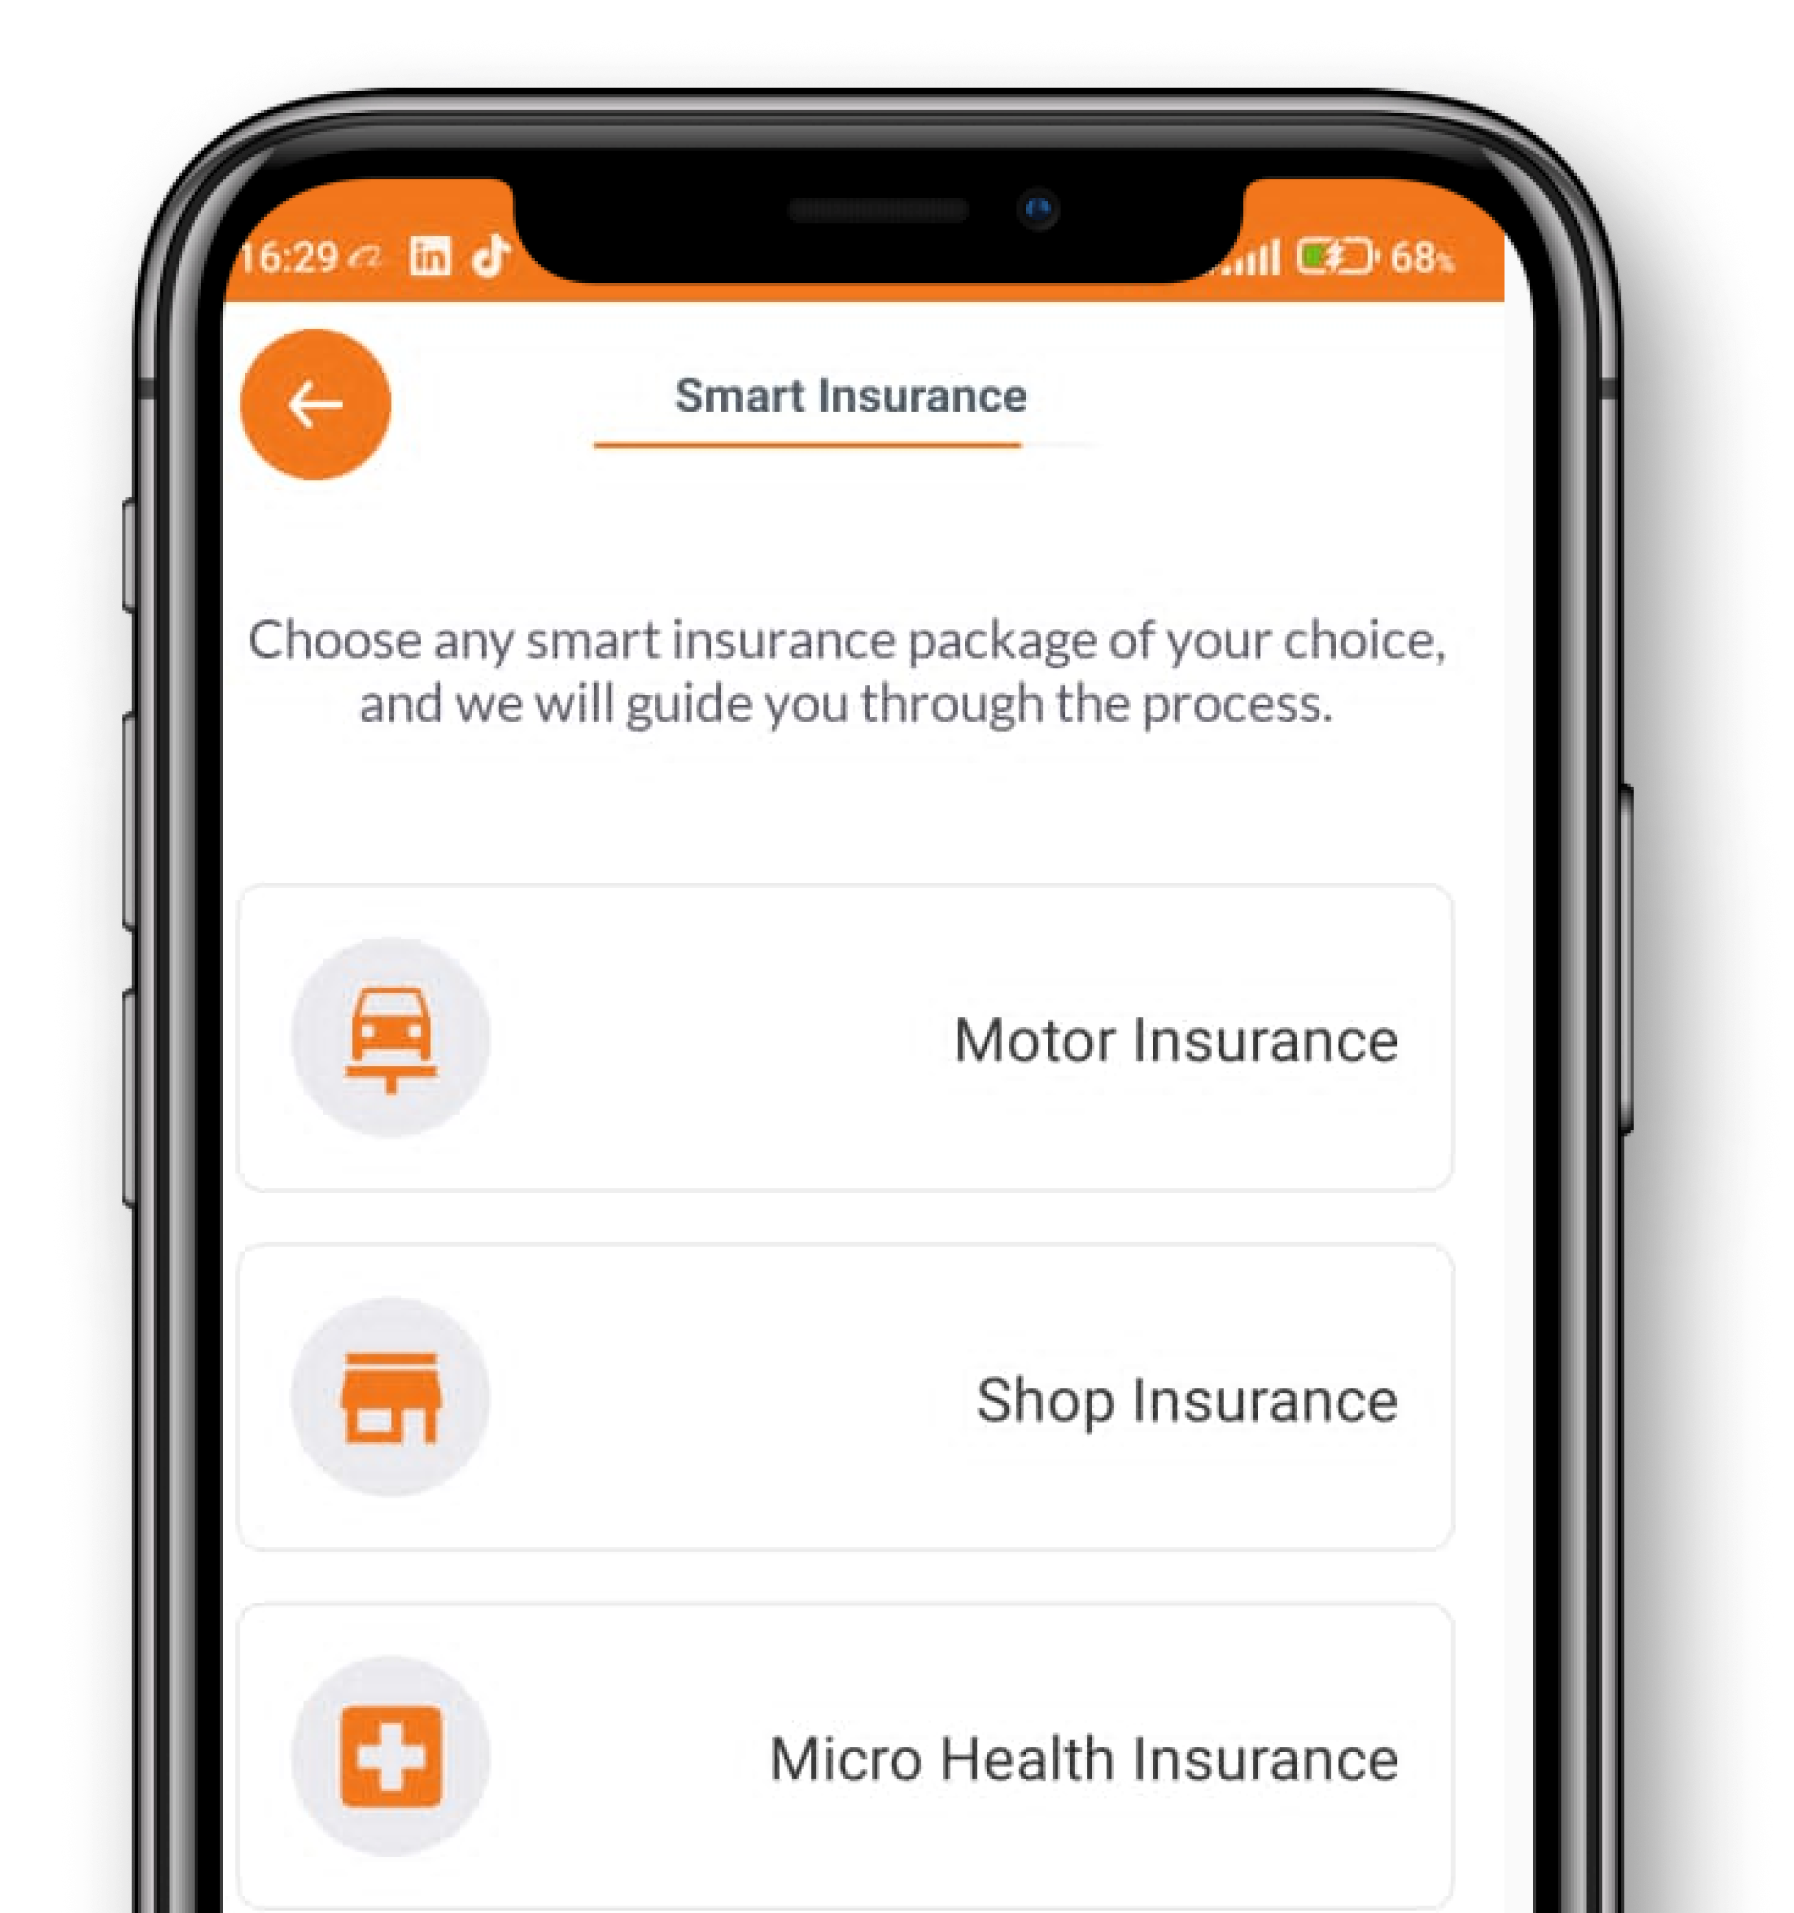 16:29 in 68%
Smart Insurance
Choose any smart insurance package of your choice,
and we will guide you through the process.
Motor Insurance
Shop Insurance
Micro Health Insurance